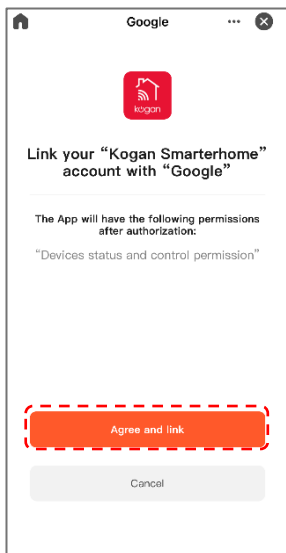 Google
kogan
Link your “Kogan Smarterhome”
account with “Google”
The App will have the following permissions
after authorization:
“Devices status and control permission”
Agree and link
Cancel